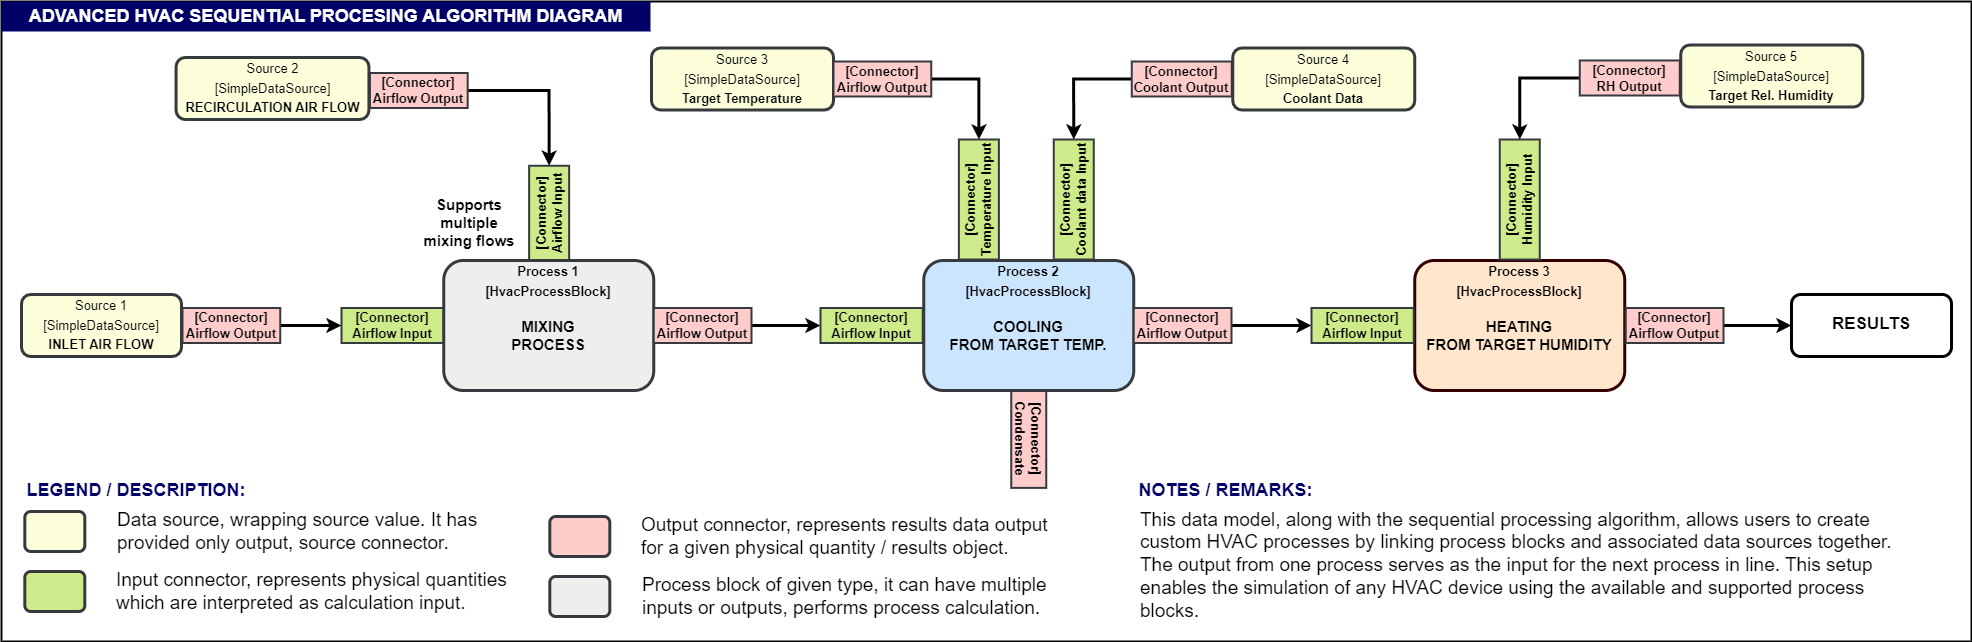 ADVANCED HVAC SEQUENTIAL PROCESING ALGORITHM DIAGRAM
Source 2
[SimpleDataSource]
RECIRCULATION AIR FLOW
[Connector]
Airflow Output
Source 3
[SimpleDataSource]
Target Temperature
[Connector]
Airflow Output
[Connector]
Coolant Output
Source 4
[SimpleDataSource]
Coolant Data
[Connector]
RH Output
Source 5
[SimpleDataSource]
Target Rel. Humidity
Supports
multiple
mixing flows
[Connector]
Airflow Input
[Connector]
Temperature Input
[Connector]
Coolant data Input
[Connector]
Humidity Input
Source 1
[SimpleDataSource]
INLET AIR FLOW
[Connector]
Airflow Output
[Connector]
Airflow Input
Process 1
[HvacProcessBlock]
MIXING
PROCESS
[Connector]
Airflow Output
[Connector]
Airflow Input
Process 2
[HvacProcessBlock]
COOLING
FROM TARGET TEMP.
[Connector]
Airflow Output
[Connector]
Airflow Input
Process 3
[HvacProcessBlock]
HEATING
FROM TARGET HUMIDITY
[Connector]
Airflow Output
RESULTS
[Connector]
Condensate
LEGEND / DESCRIPTION:
Data source, wrapping source value. It has
provided only output, source connector.
Input connector, represents physical quantities
which are interpreted as calculation input.
Output connector, represents results data output
for a given physical quantity / results object.
Process block of given type, it can have multiple
inputs or outputs, performs process calculation.
NOTES / REMARKS:
This data model, along with the sequential processing algorithm, allows users to create
custom HVAC processes by linking process blocks and associated data sources together.
The output from one process serves as the input for the next process in line. This setup
enables the simulation of any HVAC device using the available and supported process
blocks.